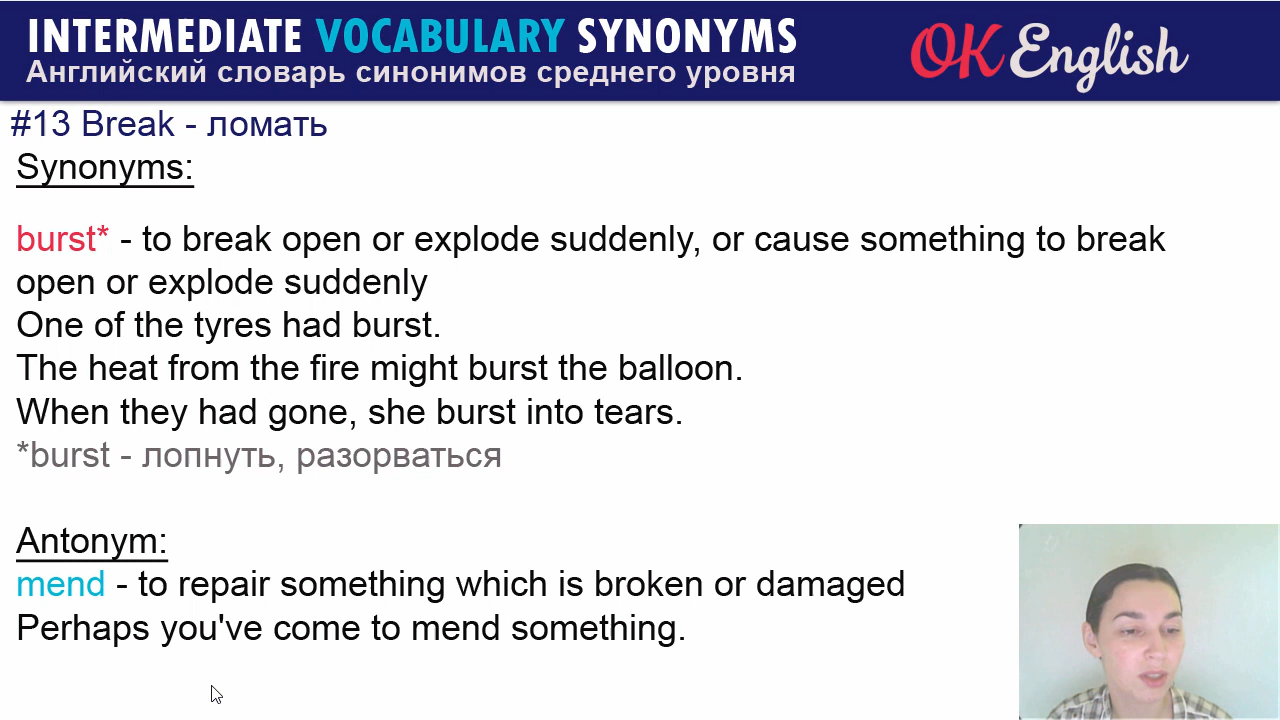 INTERMEDIATE VOCABULARY SYNONYMS
Английский словарь синонимов среднего уровня
OK English
#13 Break - ломать
Synonyms:
burst* - to break open or explode suddenly, or cause something to break
open or explode suddenly
One of the tyres had burst.
The heat from the fire might burst the balloon.
When they had gone, she burst into tears.
*burst - лопнуть, разорваться
Antonym:
mend - to repair something which is broken or damaged
Perhaps you've come to mend something.